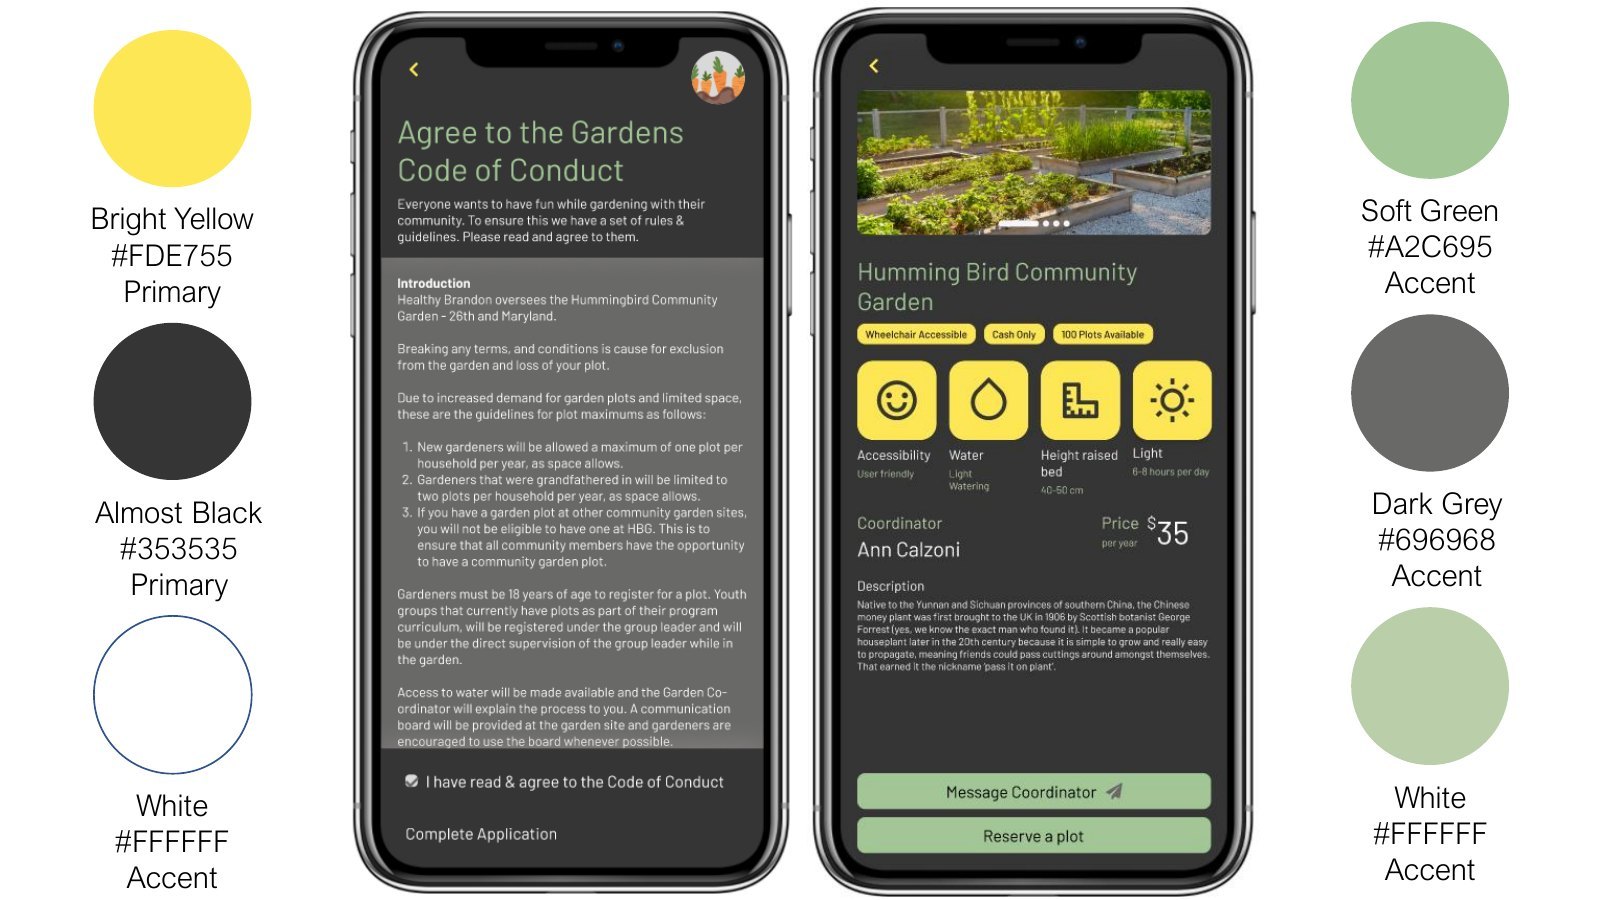 Bright Yellow
#FDE755
Primary
Almost Black
#353535
Primary
White
#FFFFFF
Accent
Agree to the Gardens
Code of Conduct
Everyone wants to have fun while gardening with their
community. To ensure this we have a set of rules &
guidelines. Please read and agree to them.
Introduction
Healthy Brandon oversees the Hummingbird Community
Garden - 26th and Maryland.
Breaking any terms, and conditions is cause for exclusion
from the garden and loss of your plot.
Due to increased demand for garden plots and limited space,
these are the guidelines for plot maximums as follows:
1. New gardeners will be allowed a maximum of one plot per
household per year, as space allows.
2. Gardeners that were grandfathered in will be limited to
two plots per household per year, as space allows.
3. If you have a garden plot at other community garden sites,
you will not be eligible to have one at HBG. This is to
ensure that all community members have the opportunity
to have a community garden plot.
Gardeners must be 18 years of age to register for a plot. Youth
groups that currently have plots as part of their program
curriculum, will be registered under the group leader and will
be under the direct supervision of the group leader while in
the garden.
Access to water will be made available and the Garden Co-
ordinator will explain the process to you. A communication
board will be provided at the garden site and gardeners are
encouraged to use the board whenever possible.
I have read & agree to the Code of Conduct
Complete Application
Humming Bird Community
Garden
Wheelchair Accessible
Cash Only
100 Plots Available
Accessibility
User friendly
Water
Light
Watering
Height raised
bed
40-50 cm
Light
6-8 hours per day
Coordinator
Ann Calzoni
Price
per year
$35
Description
Native to the Yunnan and Sichuan provinces of southern China, the Chinese
money plant was first brought to the UK in 1906 by Scottish botanist George
Forrest (yes, we know the exact man who found it). It became a popular
houseplant later in the 20th century because it is simple to grow and really easy
to propagate, meaning friends could pass cuttings around amongst themselves.
That earned it the nickname 'pass it on plant'.
Message Coordinator
Reserve a plot
Soft Green
#A2C695
Accent
Dark Grey
#696968
Accent
White
#FFFFFF
Accent